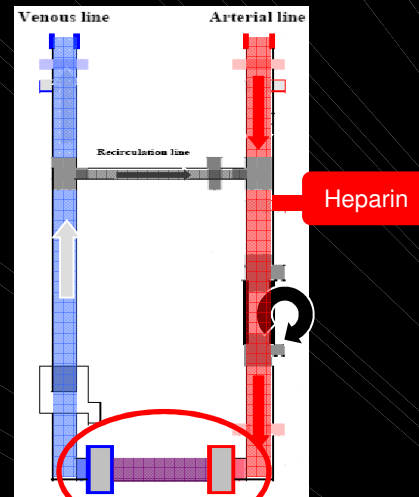 Venous line
Arterial line
Recirculation line
Heparin